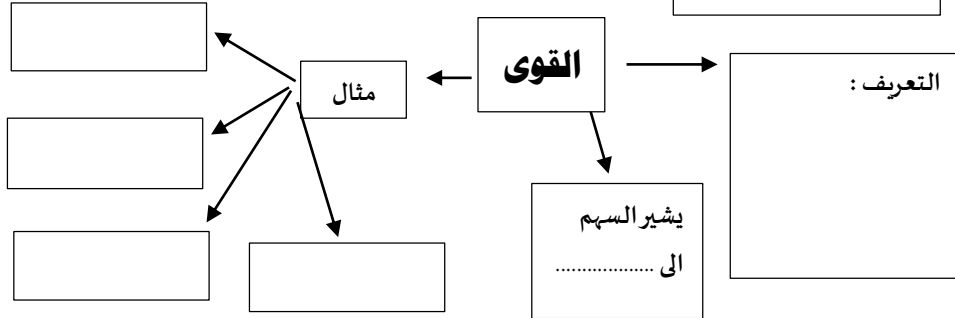 القوى
التعريف :
مثال
يشير السهم
الى ...................